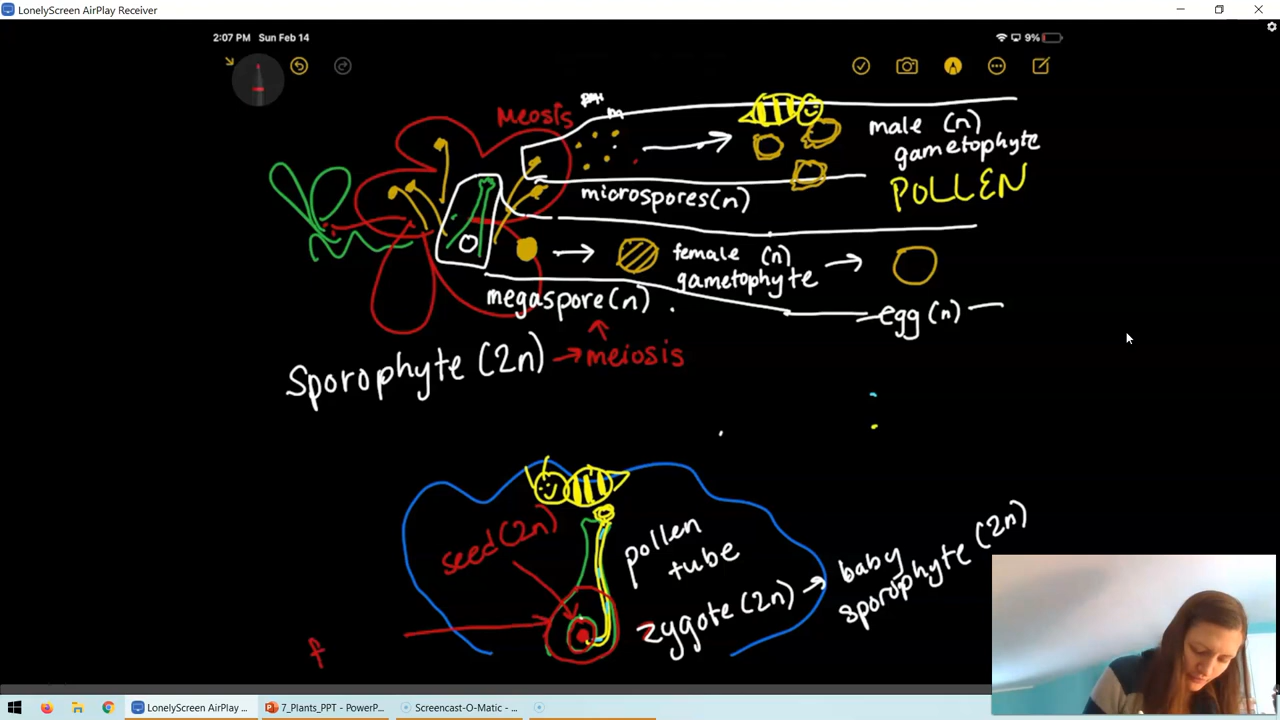 LonelyScreen AirPlay Receiver
2:07 PM Sun Feb 14
9%
meosis
male (n)
gametophyte
POLLEN
microspores(n)
female (n)
gametophyte
megaspore(n)
egg (n)
Sporophyte (2n) → meiosis
seed (2n)
pollen
tube
zygote (2n) → baby
sporophyte (2n)
f
LonelyScreen AirPlay ...
7_Plants_PPT - PowerP...
Screencast-O-Matic - ...